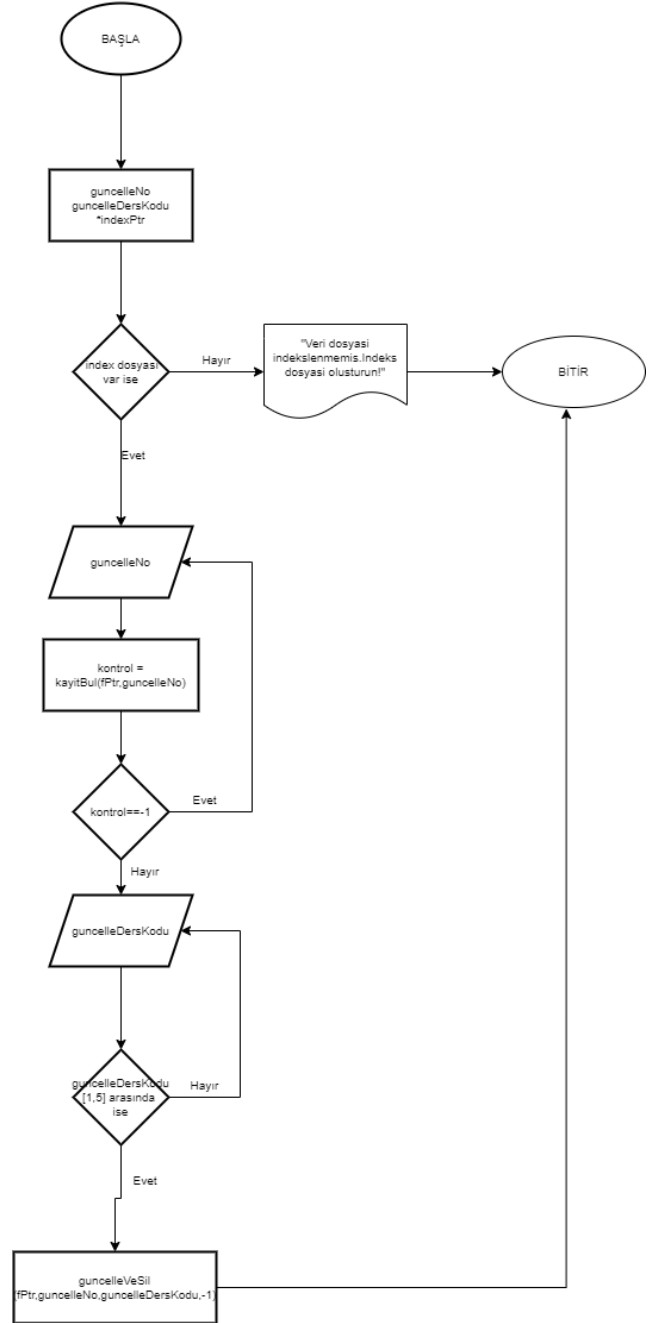 BAŞLA
guncelleNo
guncelleDersKodu
*indexPtr
index dosyası
var ise
Hayır
"Veri dosyasi
indekslenmemis.Indeks
dosyasi olusturun!"
BİTİR
Evet
guncelleNo
kontrol =
kayitBul(fPtr,guncelleNo)
kontrol==-1
Evet
Hayır
guncelleDersKodu
guncelleDersKodu
[1,5] arasında
ise
Hayır
Evet
guncelleVeSil
(fPtr,guncelleNo,guncelleDersKodu,-1)